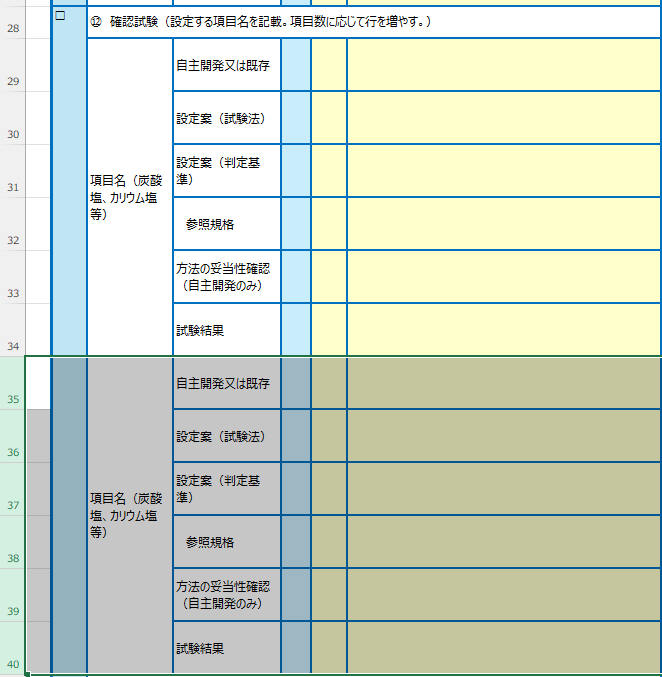 28 □ ⑫ 確認試験（設定する項目名を記載。項目数に応じて行を増やす。）
29 自主開発又は既存
30 設定案（試験法）
31 設定案（判定基
準）
項目名（炭酸
塩、カリウム塩
等）
32 参照規格
33 方法の妥当性確認
（自主開発のみ）
34 試験結果
35 自主開発又は既存
36 設定案（試験法）
37 設定案（判定基
準）
項目名（炭酸
塩、カリウム塩
等）
38 参照規格
39 方法の妥当性確認
（自主開発のみ）
40 試験結果